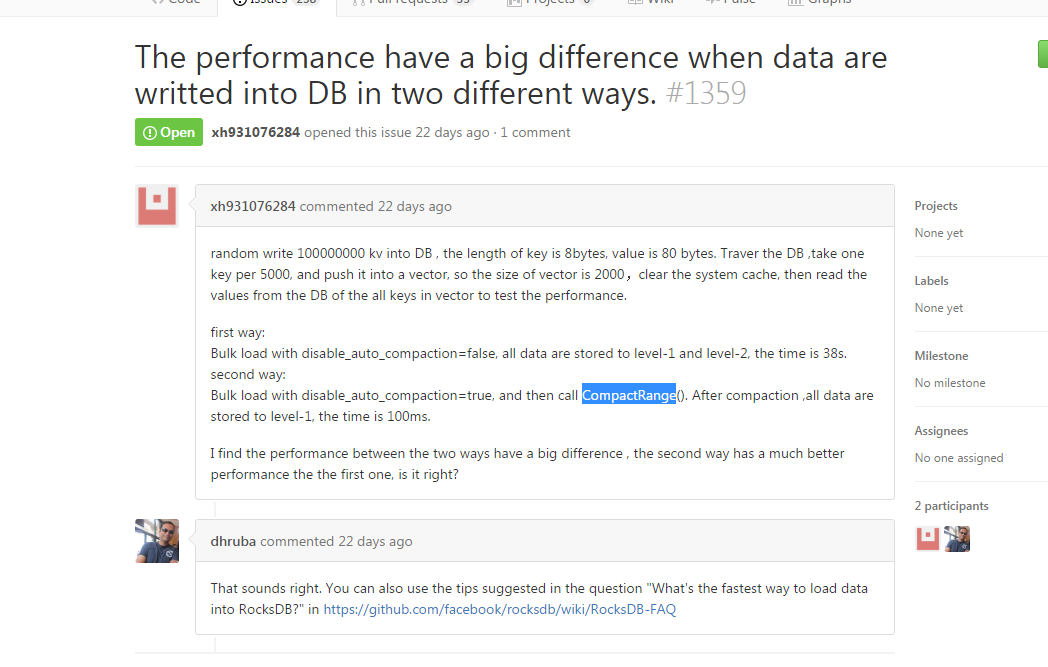 Code Issues 238 Pull requests 53 Projects 0 Wiki Pulse Graphs
The performance have a big difference when data are
writted into DB in two different ways. #1359
Open xh931076284 opened this issue 22 days ago · 1 comment
xh931076284 commented 22 days ago
random write 100000000 kv into DB , the length of key is 8bytes, value is 80 bytes. Traver the DB ,take one
key per 5000, and push it into a vector, so the size of vector is 2000，clear the system cache, then read the
values from the DB of the all keys in vector to test the performance.
first way:
Bulk load with disable_auto_compaction=false, all data are stored to level-1 and level-2, the time is 38s.
second way:
Bulk load with disable_auto_compaction=true, and then call CompactRange(). After compaction ,all data are
stored to level-1, the time is 100ms.
I find the performance between the two ways have a big difference , the second way has a much better
performance the the first one, is it right?
dhruba commented 22 days ago
That sounds right. You can also use the tips suggested in the question "What's the fastest way to load data
into RocksDB?" in https://github.com/facebook/rocksdb/wiki/RocksDB-FAQ
Projects
None yet
Labels
None yet
Milestone
No milestone
Assignees
No one assigned
2 participants